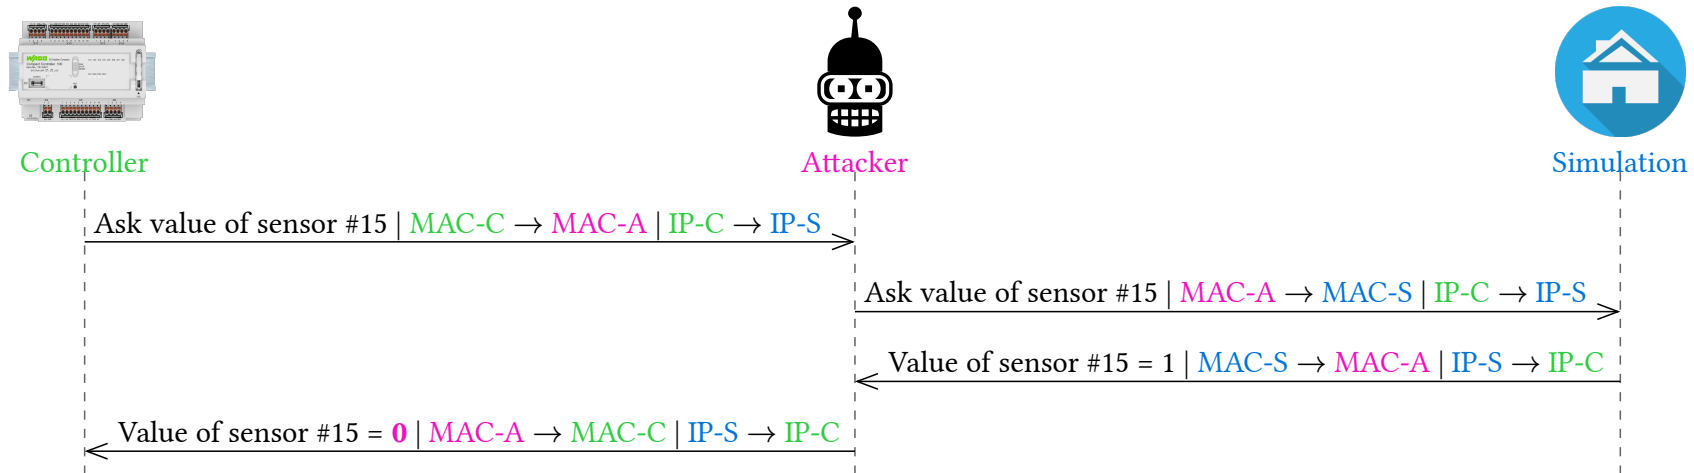 WAGO
Controller
Attacker
Simulation
Ask value of sensor #15 | MAC-C → MAC-A | IP-C → IP-S
Ask value of sensor #15 | MAC-A → MAC-S | IP-C → IP-S
Value of sensor #15 = 1 | MAC-S → MAC-A | IP-S → IP-C
Value of sensor #15 = 0 | MAC-A → MAC-C | IP-S → IP-C